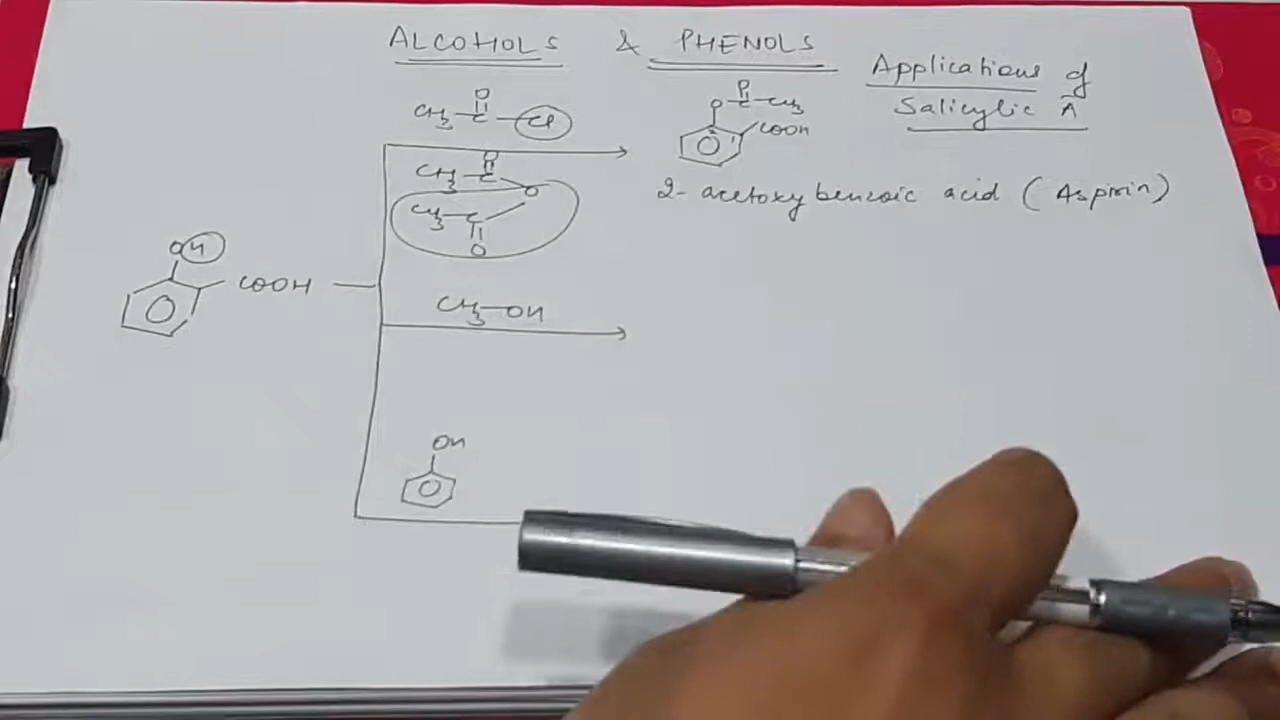 ALCOHOLS & PHENOLS
Applications of
Salicylic A
CH3-C-Cl
O
O-C-CH3
O
COOH
CH3-C
O
O
CH3-C
O
2-acetoxy benzoic acid (Aspirin)
OH
COOH
CH3-OH
OH